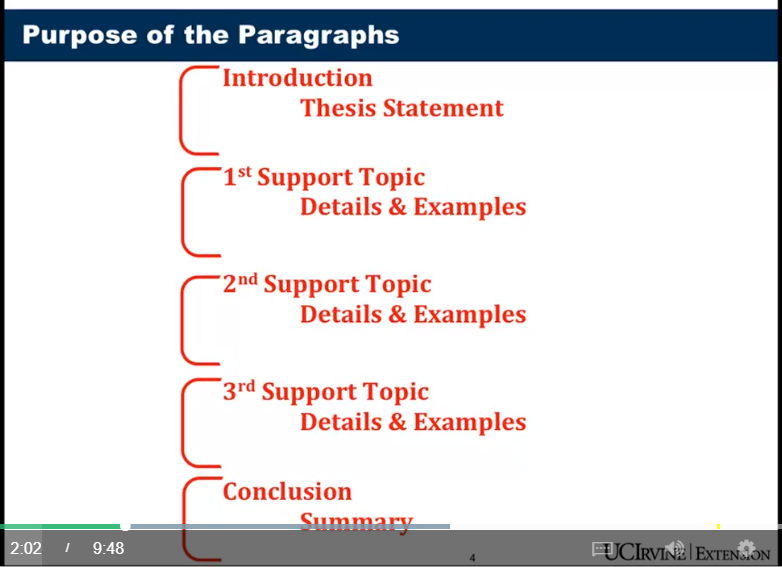 Purpose of the Paragraphs
Introduction
Thesis Statement
1st Support Topic
Details & Examples
2nd Support Topic
Details & Examples
3rd Support Topic
Details & Examples
Conclusion
Summary
2:02 / 9:48
4
UCIRVINE | EXTENSION